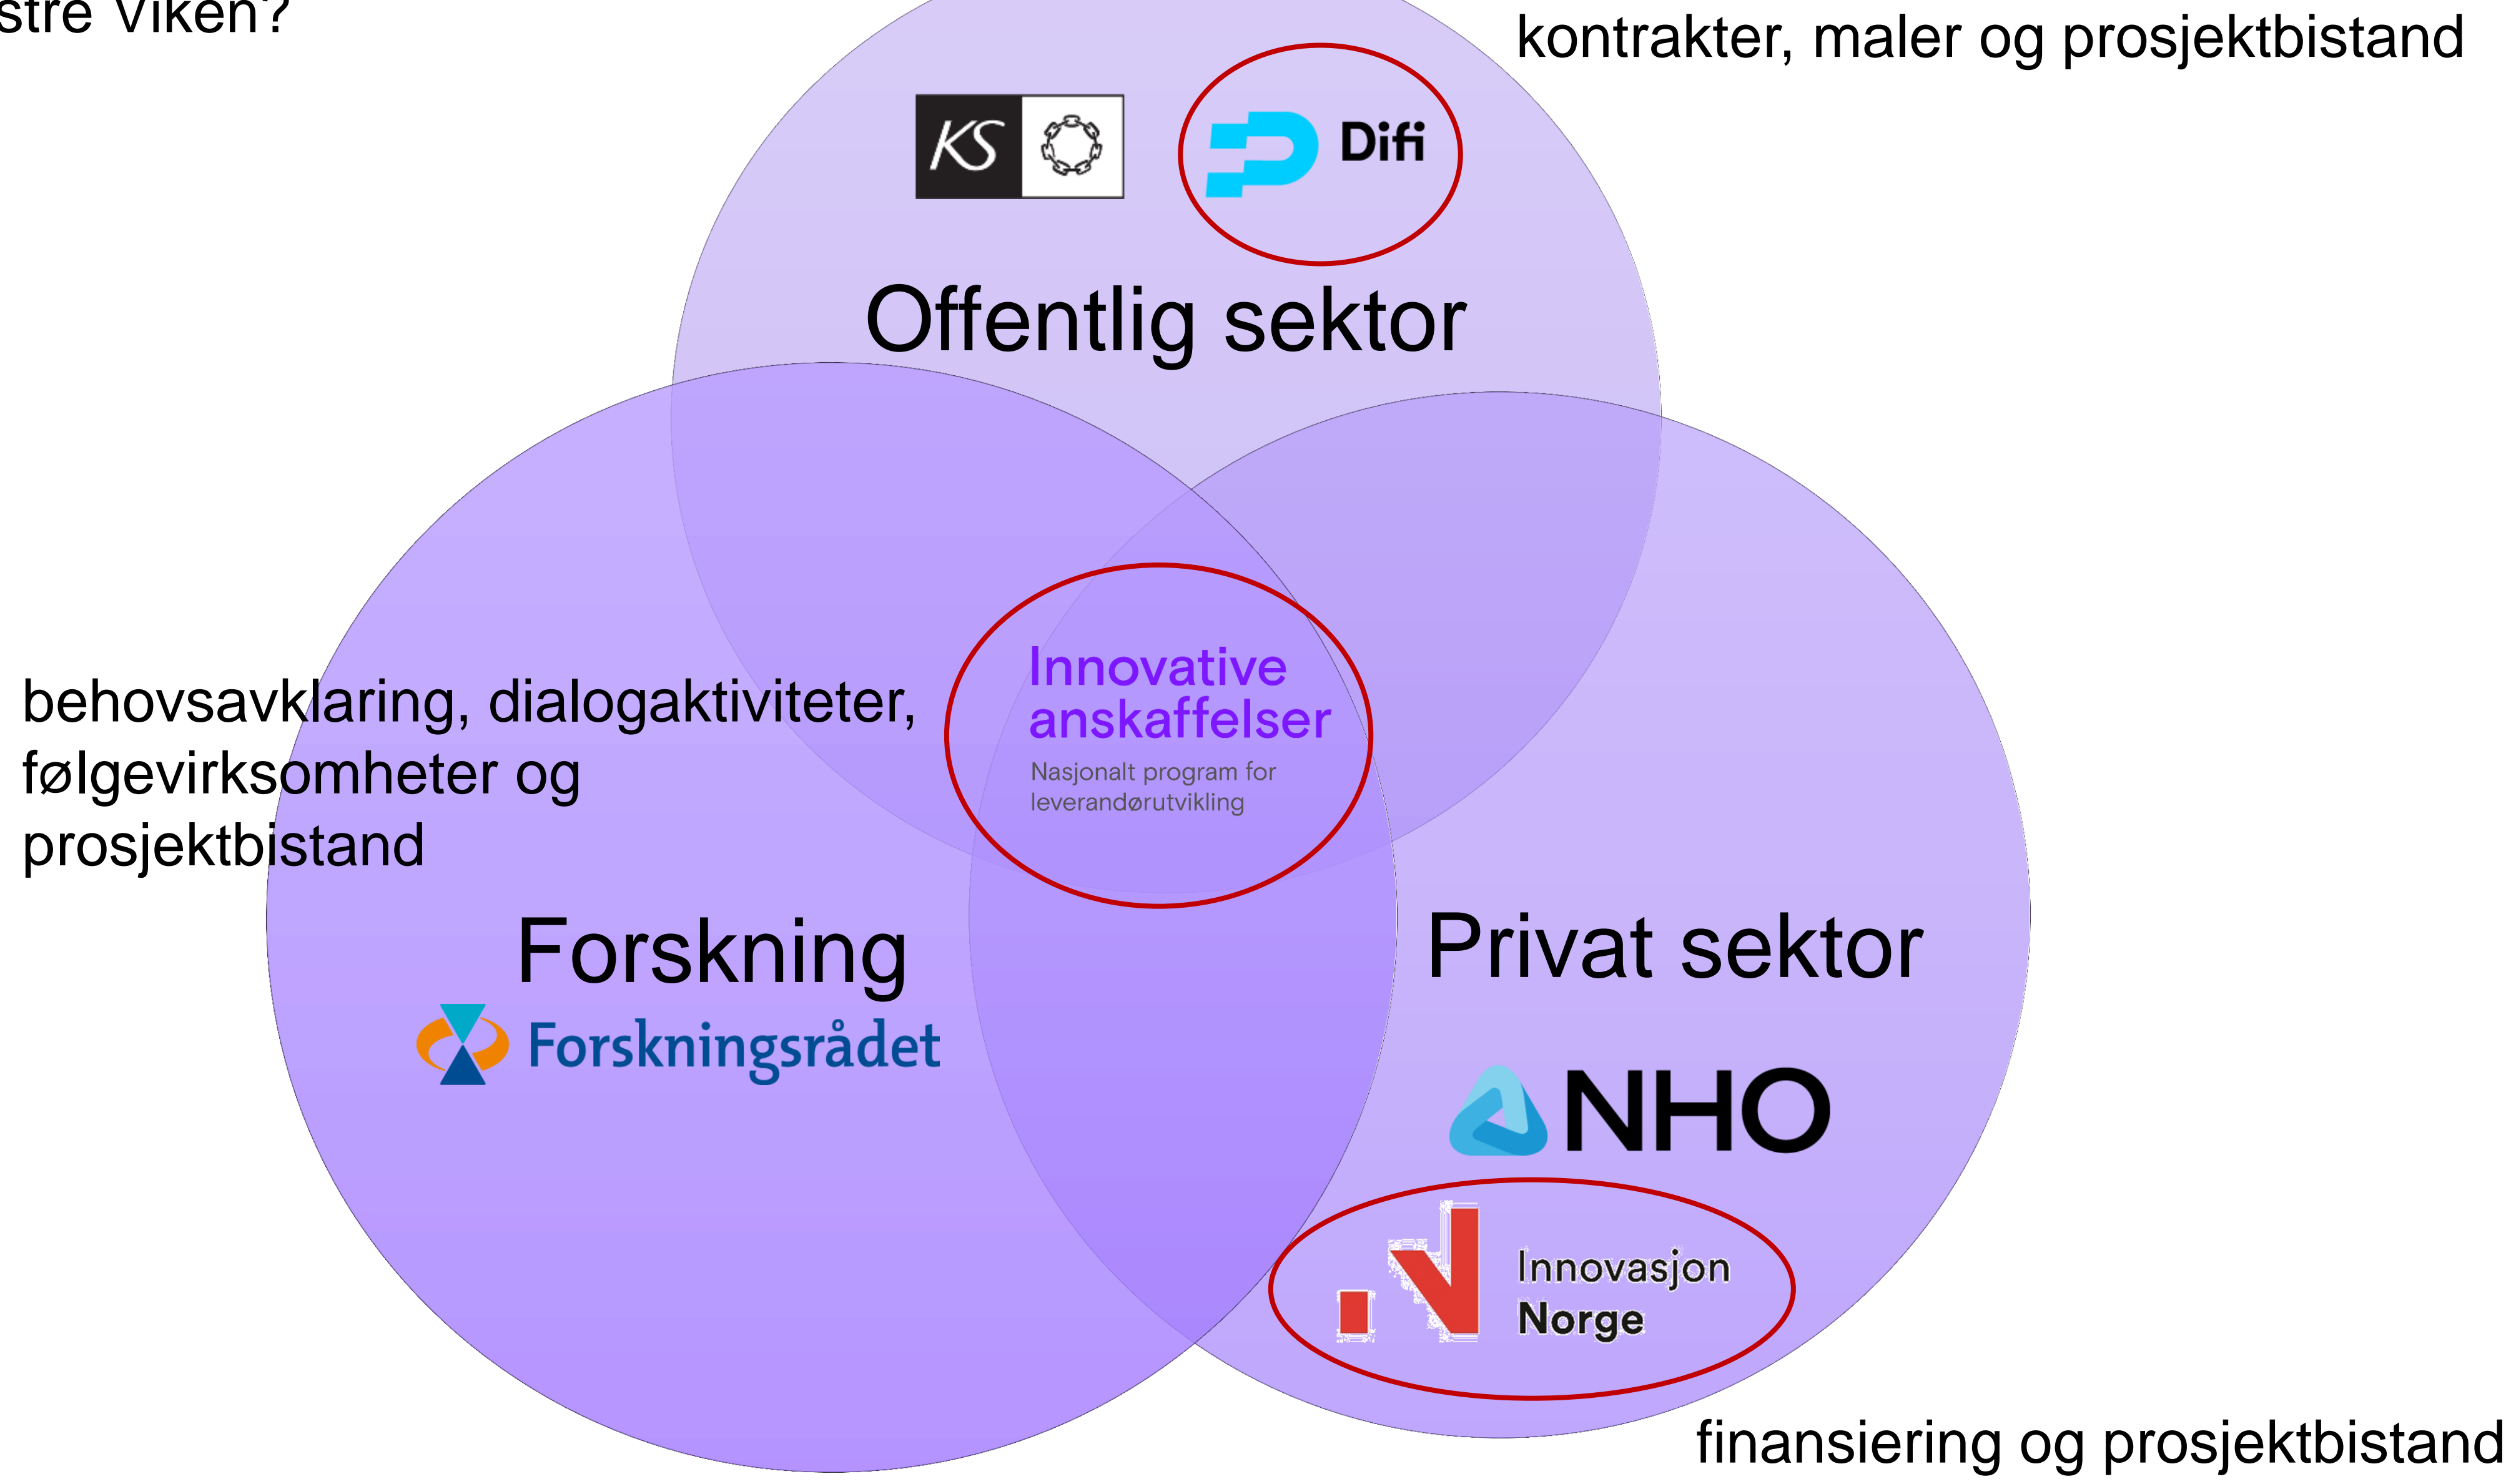 stre Viken?
kontrakter, maler og prosjektbistand
KS
Difi
Offentlig sektor
Innovative
anskaffelser
Nasjonalt program for
leverandørutvikling
behovsavklaring, dialogaktiviteter,
følgevirksomheter og
prosjektbistand
Forskning
Forskningsrådet
Privat sektor
NHO
Innovasjon
Norge
finansiering og prosjektbistand